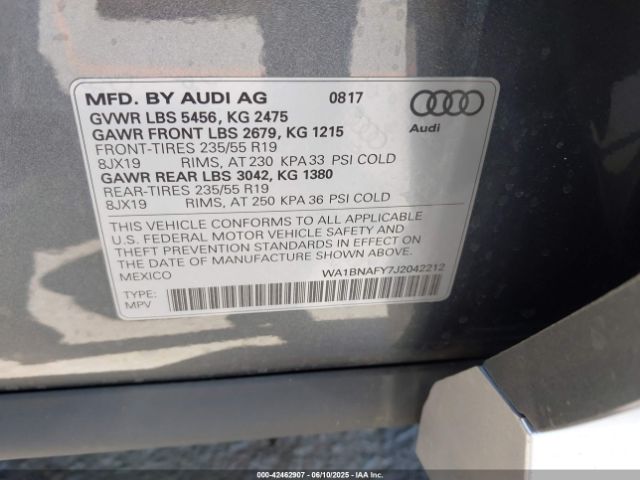 MFD. BY AUDI AG 0817
GVWR LBS 5456, KG 2475
GAWR FRONT LBS 2679, KG 1215
FRONT-TIRES 235/55 R19
8JX19 RIMS, AT 230 KPA 33 PSI COLD
GAWR REAR LBS 3042, KG 1380
REAR-TIRES 235/55 R19
8JX19 RIMS, AT 250 KPA 36 PSI COLD
Audi
THIS VEHICLE CONFORMS TO ALL APPLICABLE
U.S. FEDERAL MOTOR VEHICLE SAFETY AND
THEFT PREVENTION STANDARDS IN EFFECT ON
THE DATE OF MANUFACTURE SHOWN ABOVE.
MEXICO WA1BNAFY7J2042212
TYPE:
MPV
000-42462907 - 06/10/2025 - IAAI.COM